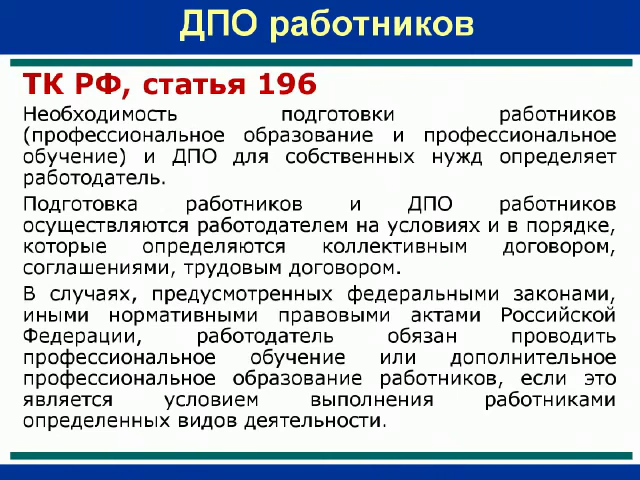 ДПО работников
ТК РФ, статья 196
Необходимость подготовки работников
(профессиональное образование и профессиональное
обучение) и ДПО для собственных нужд определяет
работодатель.
Подготовка работников и ДПО работников
осуществляются работодателем на условиях и в порядке,
которые определяются коллективным договором,
соглашениями, трудовым договором.
В случаях, предусмотренных федеральными законами,
иными нормативными правовыми актами Российской
Федерации, работодатель обязан проводить
профессиональное обучение или дополнительное
профессиональное образование работников, если это
является условием выполнения работниками
определенных видов деятельности.